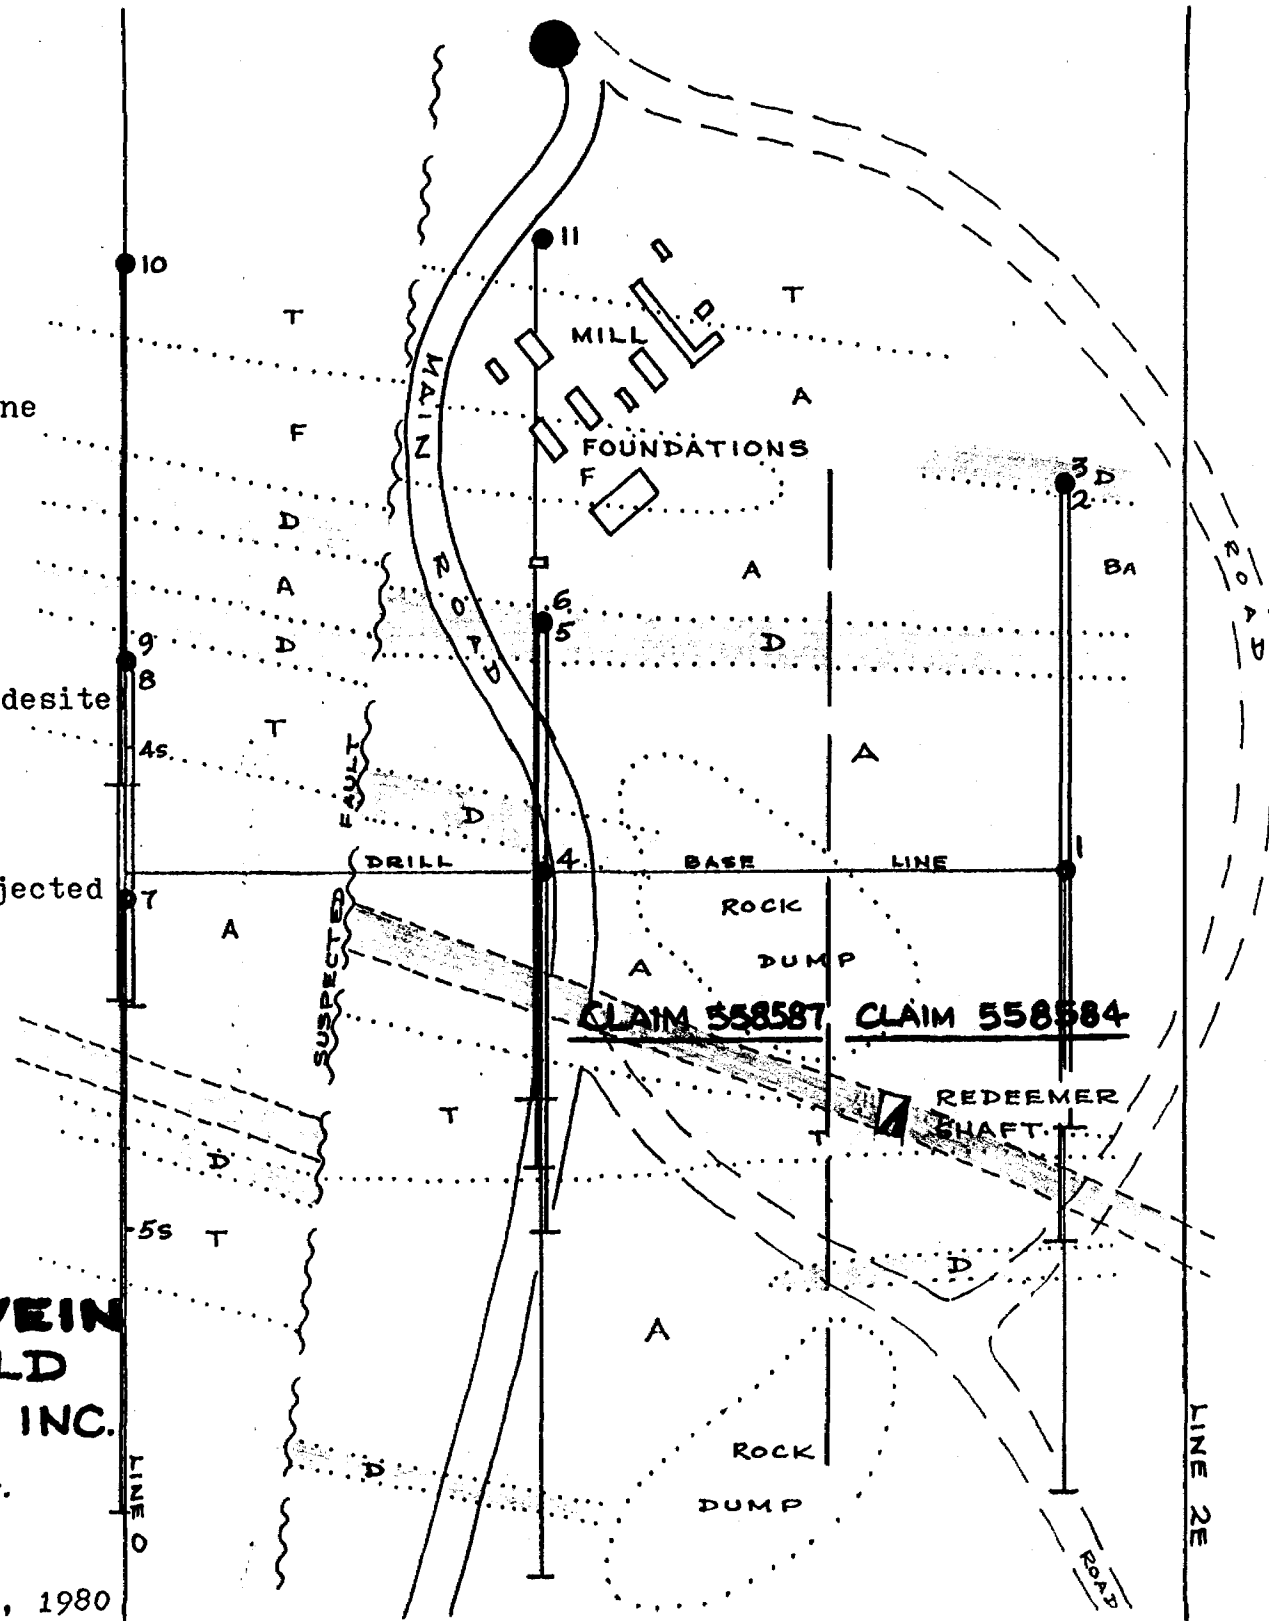 11
10
T
T
MILL
MAIN
ROAD
ne
A
F
FOUNDATIONS
F
3
D
2
D
BA
ROAD
A
A
6
5
D
D
9
8
desite
T
4S
A
FAULT
D
DRILL
4
BASE
LINE
1
jected
7
ROCK
DUMP
A
A
SUSPECTED
CLAIM 558587
CLAIM 558584
REDEEMER
SHAFT
T
T
D
5S
T
D
VEIN
LD
INC.
A
LINE 0
D
ROCK
DUMP
LINE 2E
ROAD
, 1980